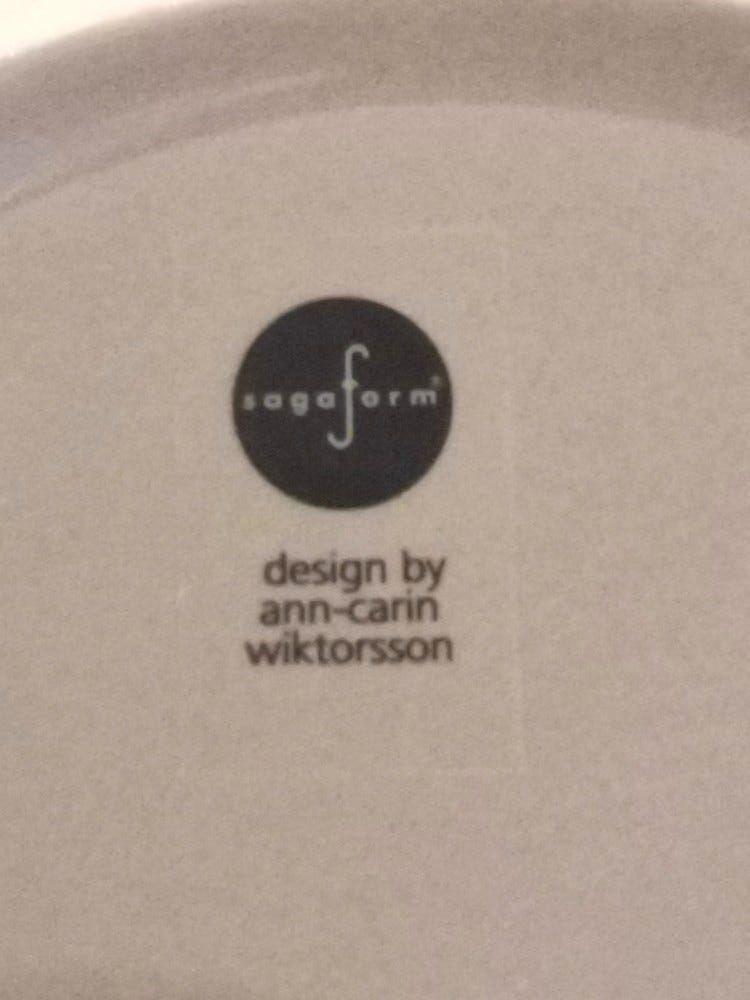 sagaform®
design by
ann-carin
wiktorsson